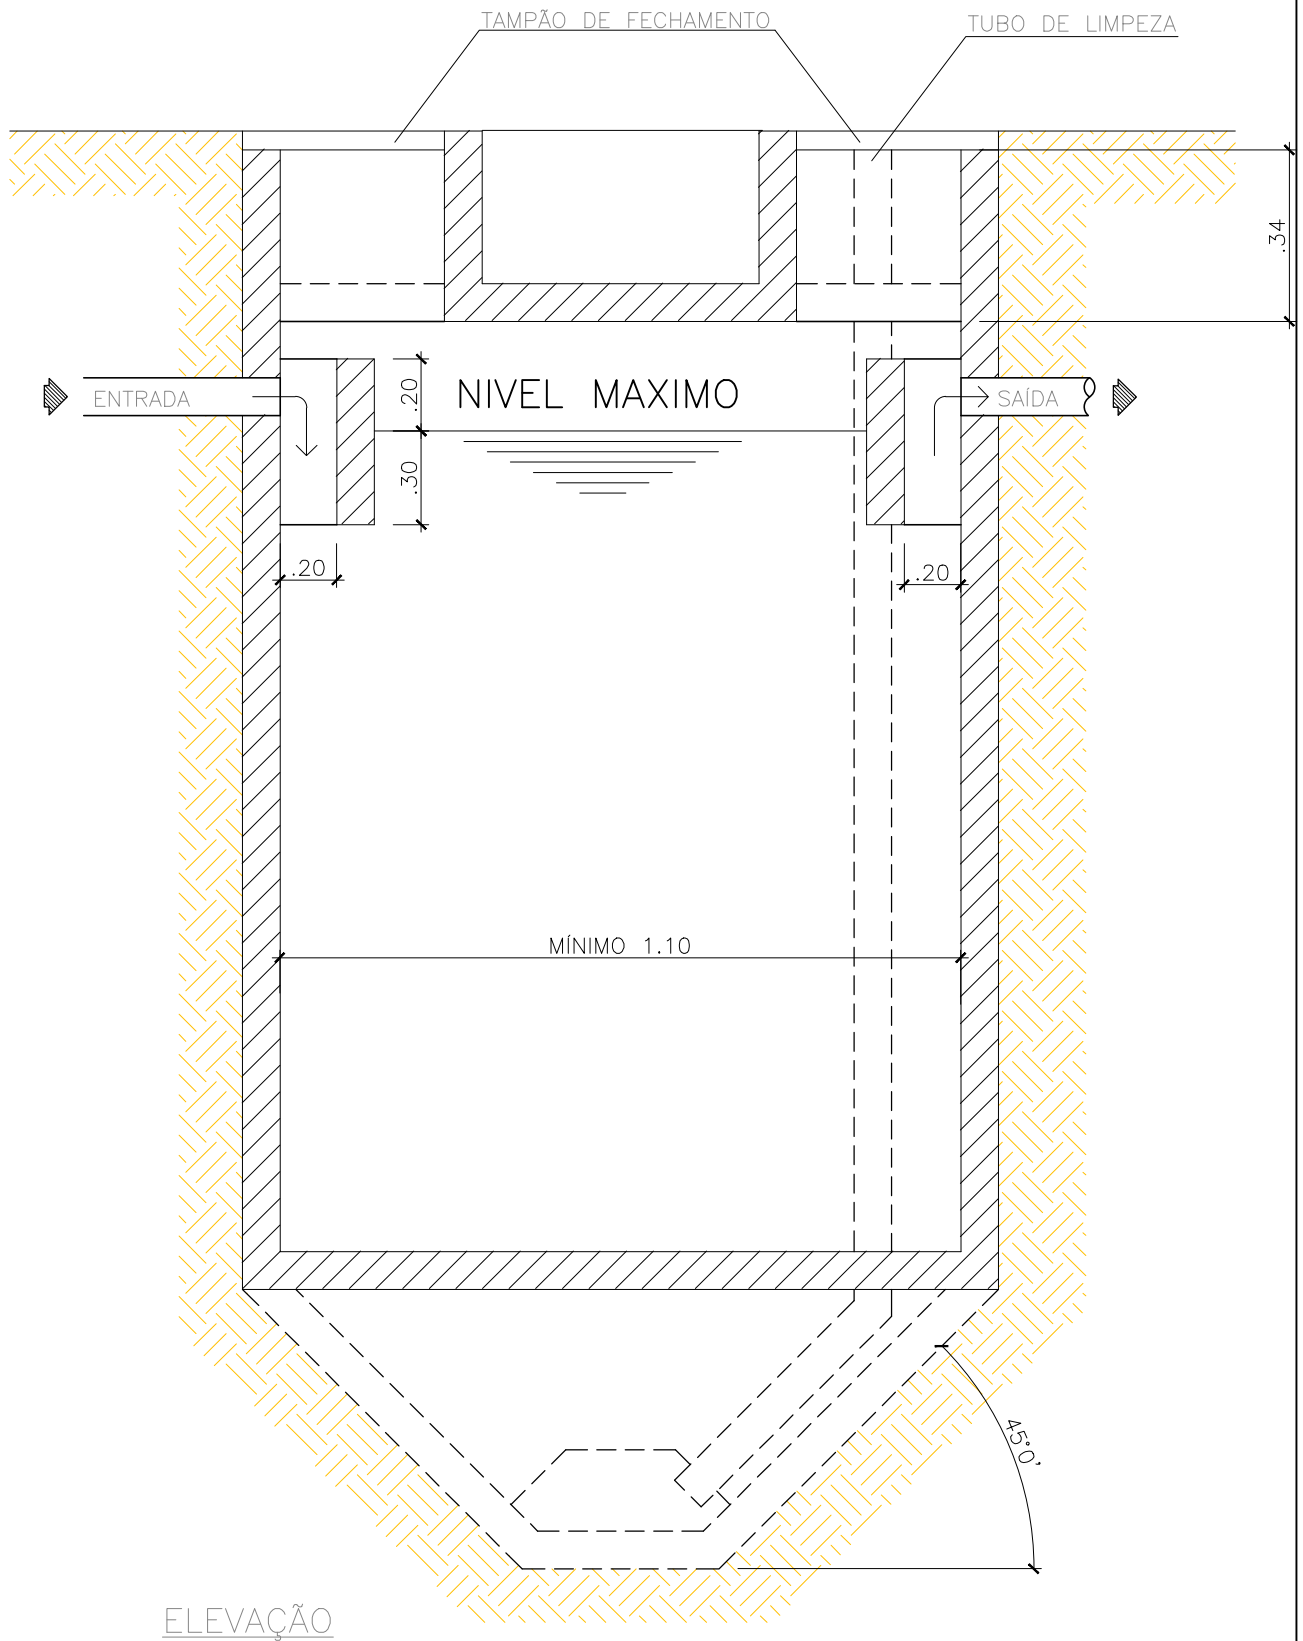 TAMPÃO DE FECHAMENTO
TUBO DE LIMPEZA
.34
ENTRADA
.20
NIVEL MAXIMO
SAÍDA
.30
.20
.20
MÍNIMO 1.10
45°0'
ELEVAÇÃO